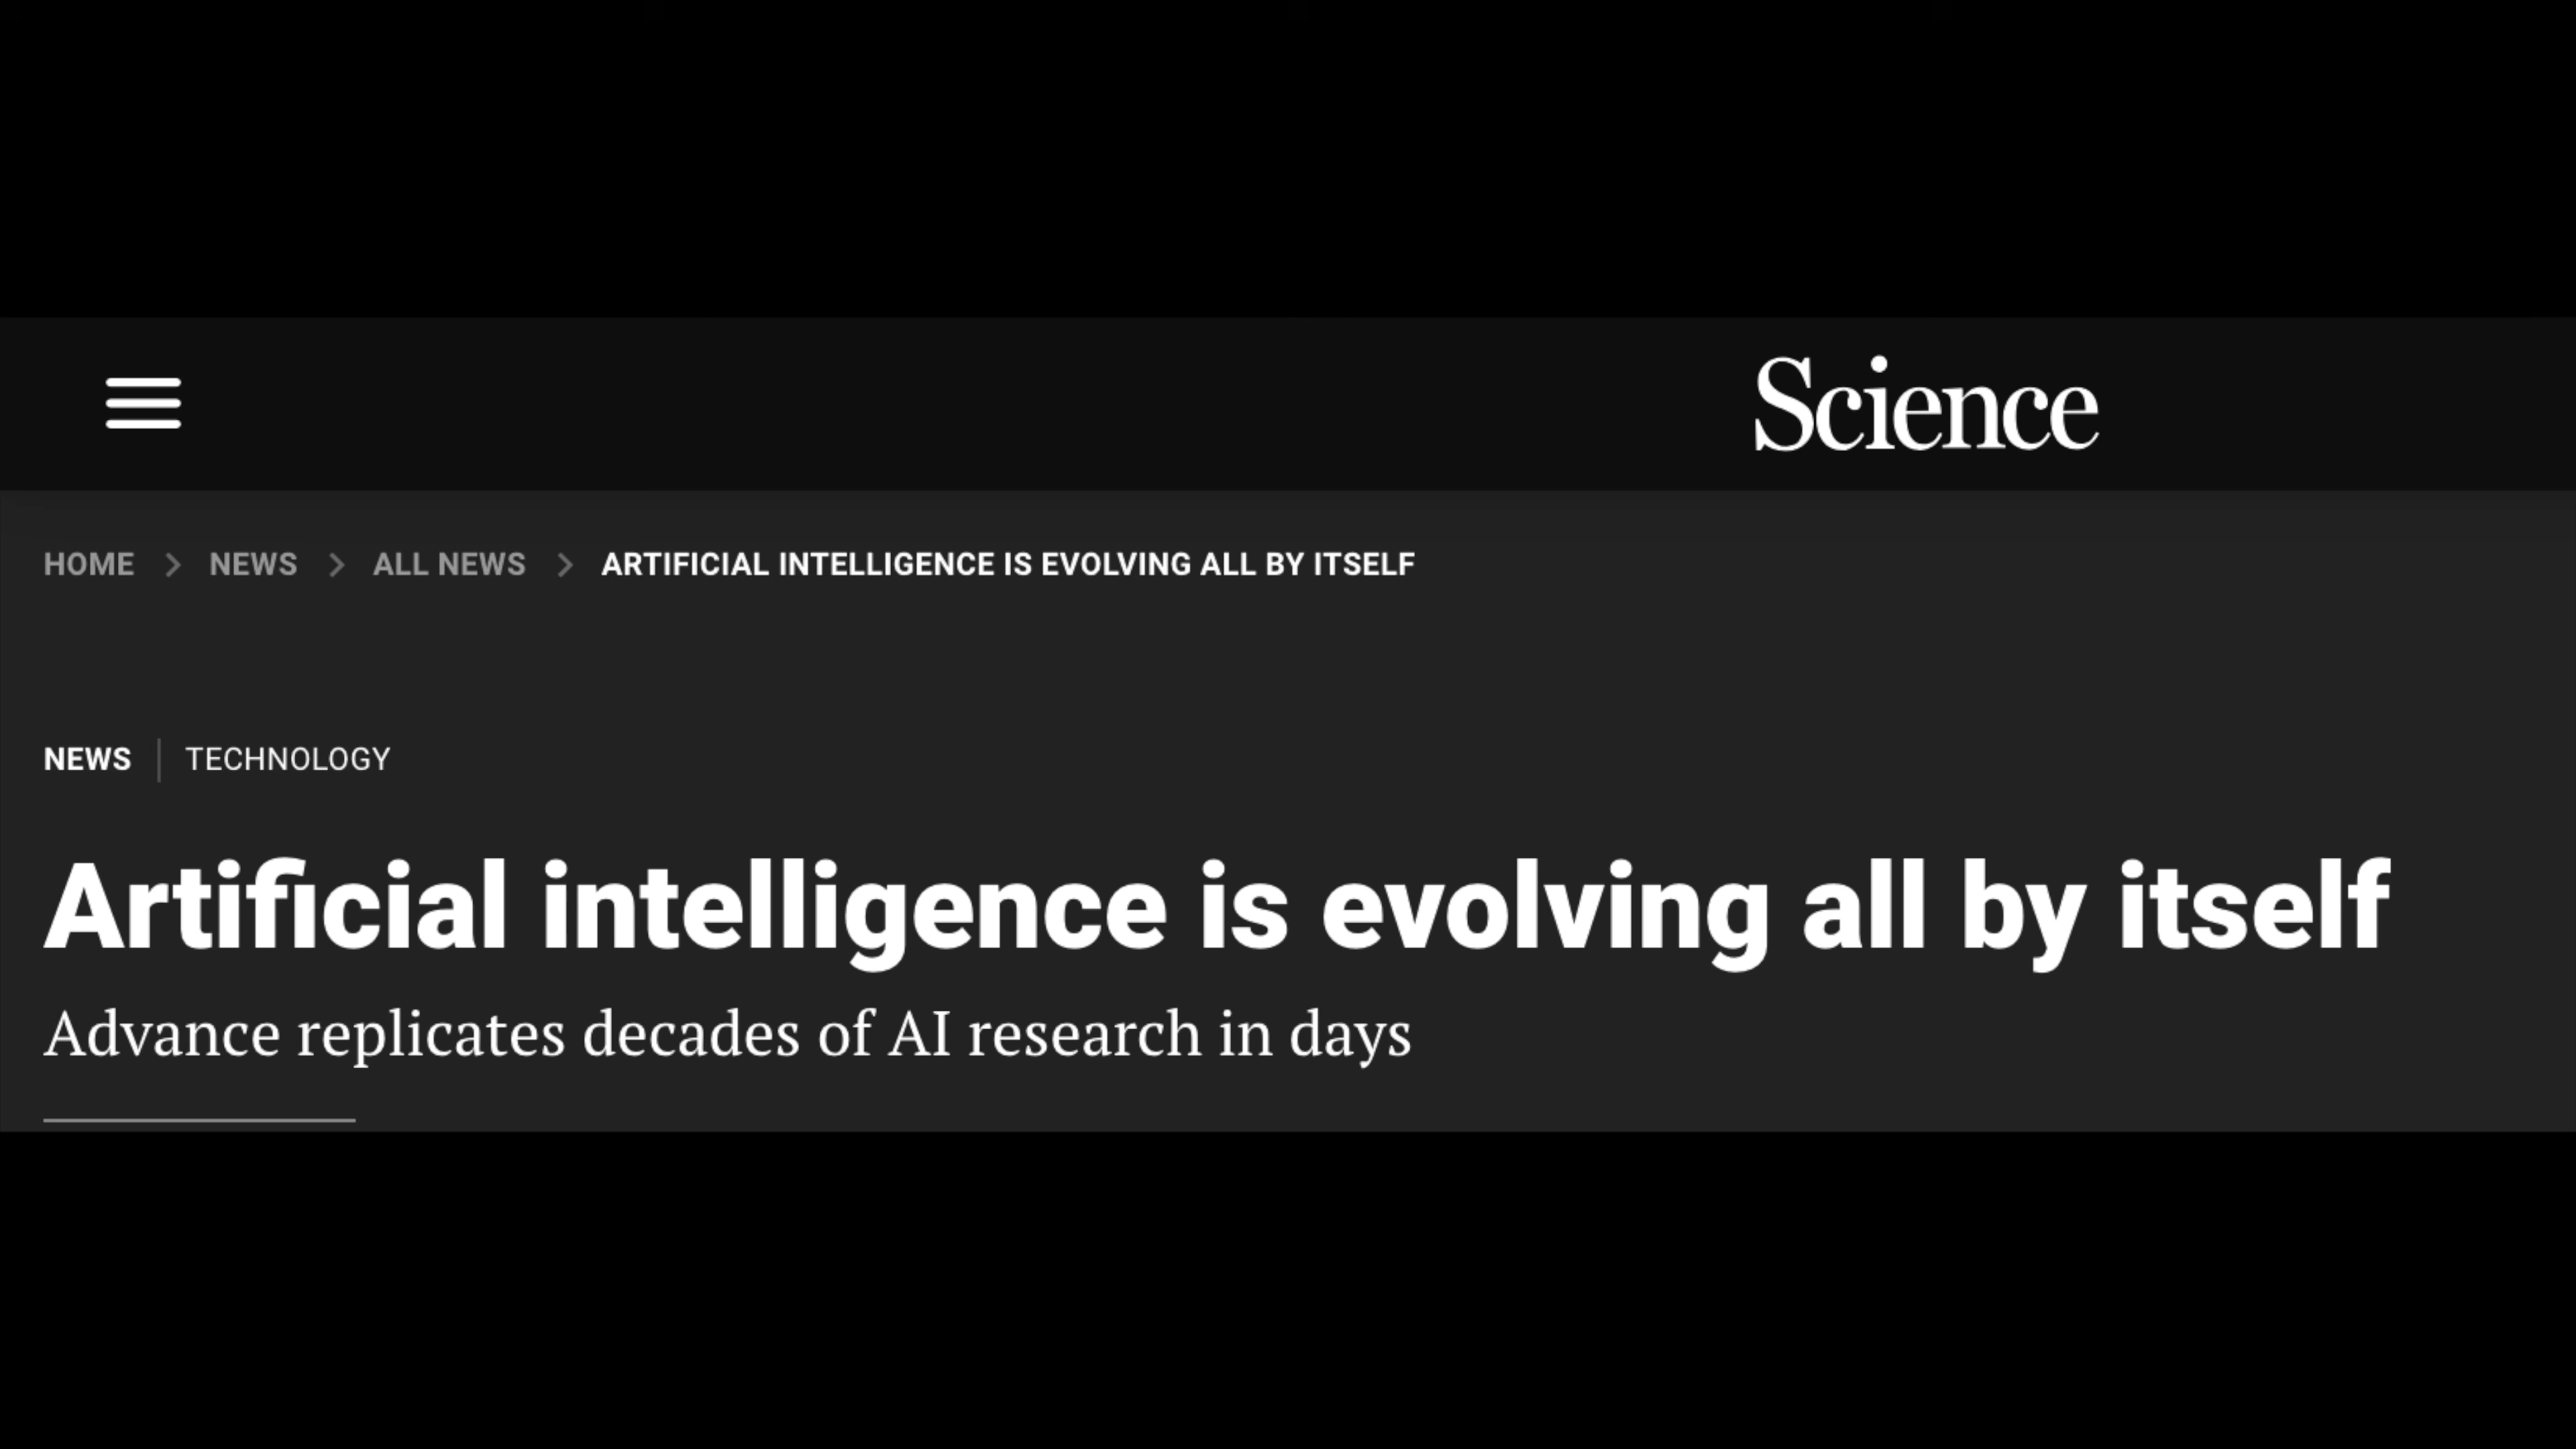 Science
HOME > NEWS > ALL NEWS > ARTIFICIAL INTELLIGENCE IS EVOLVING ALL BY ITSELF
NEWS | TECHNOLOGY
Artificial intelligence is evolving all by itself
Advance replicates decades of AI research in days